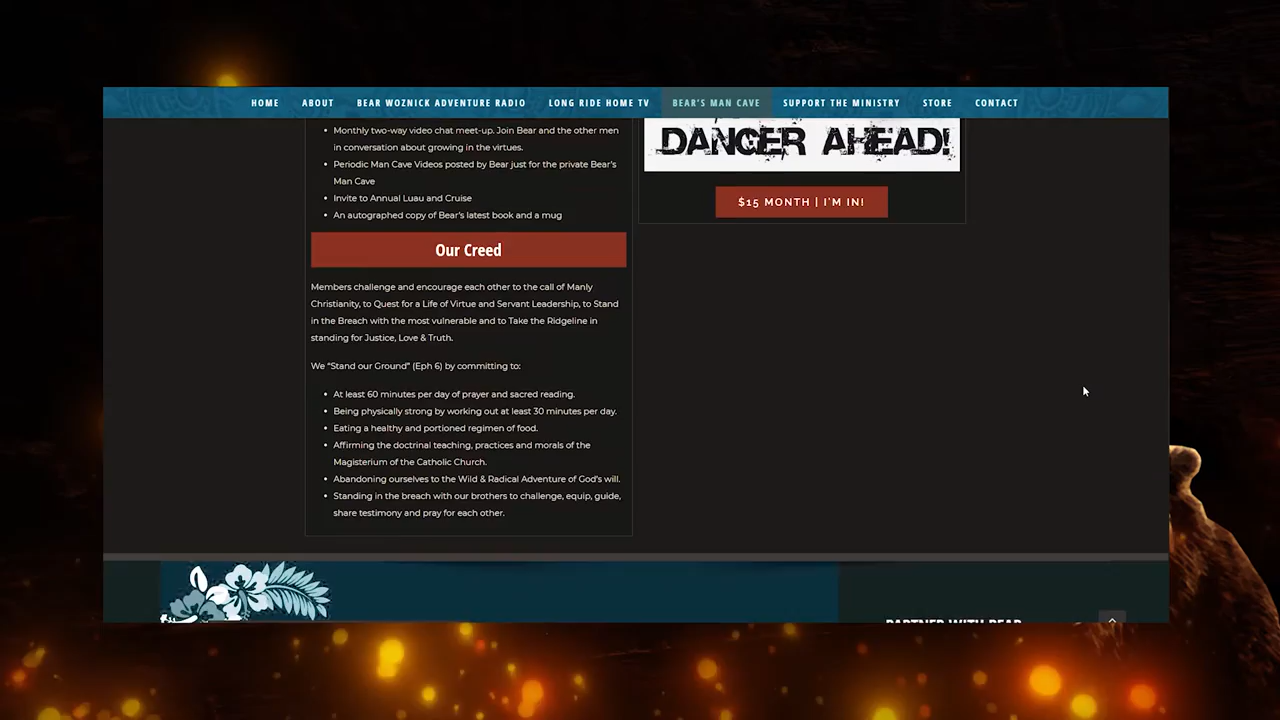 HOME ABOUT BEAR WOZNICK ADVENTURE RADIO LONG RIDE HOME TV BEAR'S MAN CAVE SUPPORT THE MINISTRY STORE CONTACT
Monthly two-way video chat meet-up. Join Bear and the other men
in conversation about growing in the virtues.
Periodic Man Cave Videos posted by Bear just for the private Bear's
Man Cave
Invite to Annual Luau and Cruise
An autographed copy of Bear's latest book and a mug
Our Creed
Members challenge and encourage each other to the call of Manly
Christianity, to Quest for a Life of Virtue and Servant Leadership, to Stand
in the Breach with the most vulnerable and to Take the Ridgeline in
standing for Justice, Love & Truth.
We "Stand our Ground" (Eph 6) by committing to:
At least 60 minutes per day of prayer and sacred reading.
Being physically strong by working out at least 30 minutes per day.
Eating a healthy and portioned regimen of food.
Affirming the doctrinal teaching, practices and morals of the
Magisterium of the Catholic Church.
Abandoning ourselves to the Wild & Radical Adventure of God's will.
Standing in the breach with our brothers to challenge, equip, guide,
share testimony and pray for each other.
DANGER AHEAD!
$15 MONTH | I'M IN!
PARTNER WITH BEAR